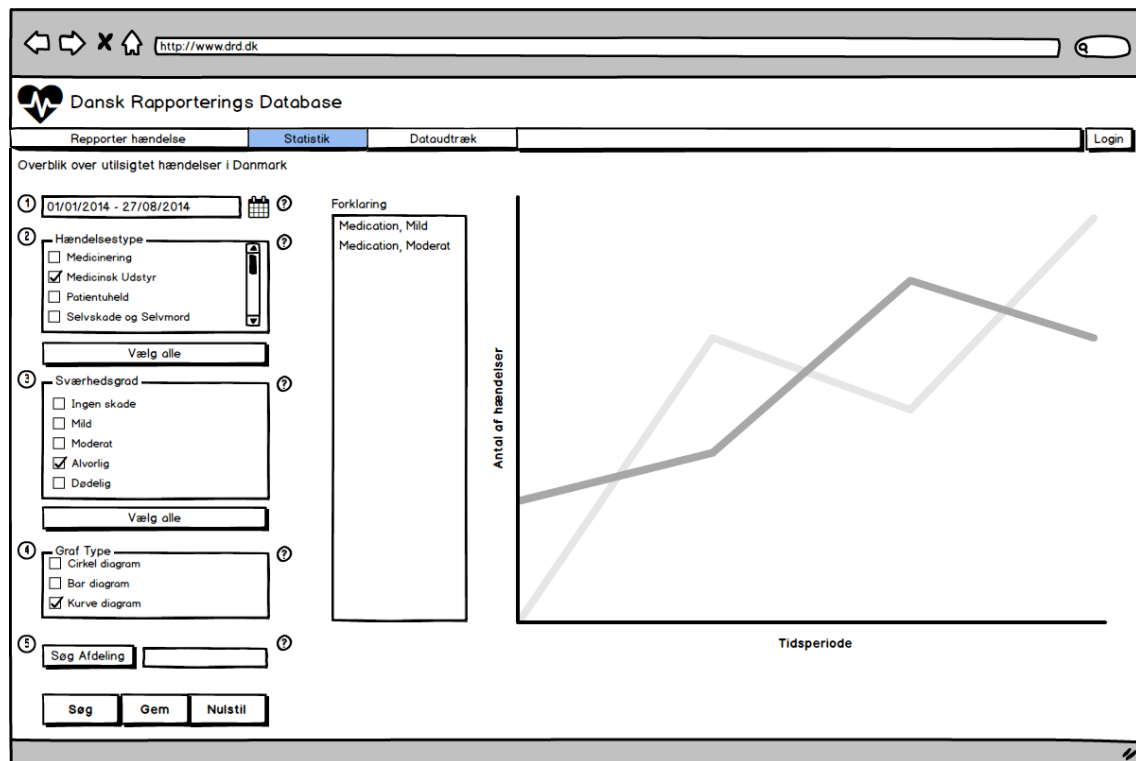 http://www.drd.dk
Dansk Rapporterings Database
Repporter hændelse
Statistik
Dataudtræk
Login
Overblik over utilsigtet hændelser i Danmark
1
01/01/2014 - 27/08/2014
?
2
Hændelsestype
?
Medicinering
Medicinsk Udstyr
Patientuheld
Selvskade og Selvmord
Vælg alle
3
Sværhedsgrad
?
Ingen skade
Mild
Moderat
Alvorlig
Dødelig
Vælg alle
4
Graf Type
?
Cirkel diagram
Bar diagram
Kurve diagram
5
Søg Afdeling
?
Søg
Gem
Nulstil
Forklaring
Medication, Mild
Medication, Moderat
Antal af hændelser
Tidsperiode